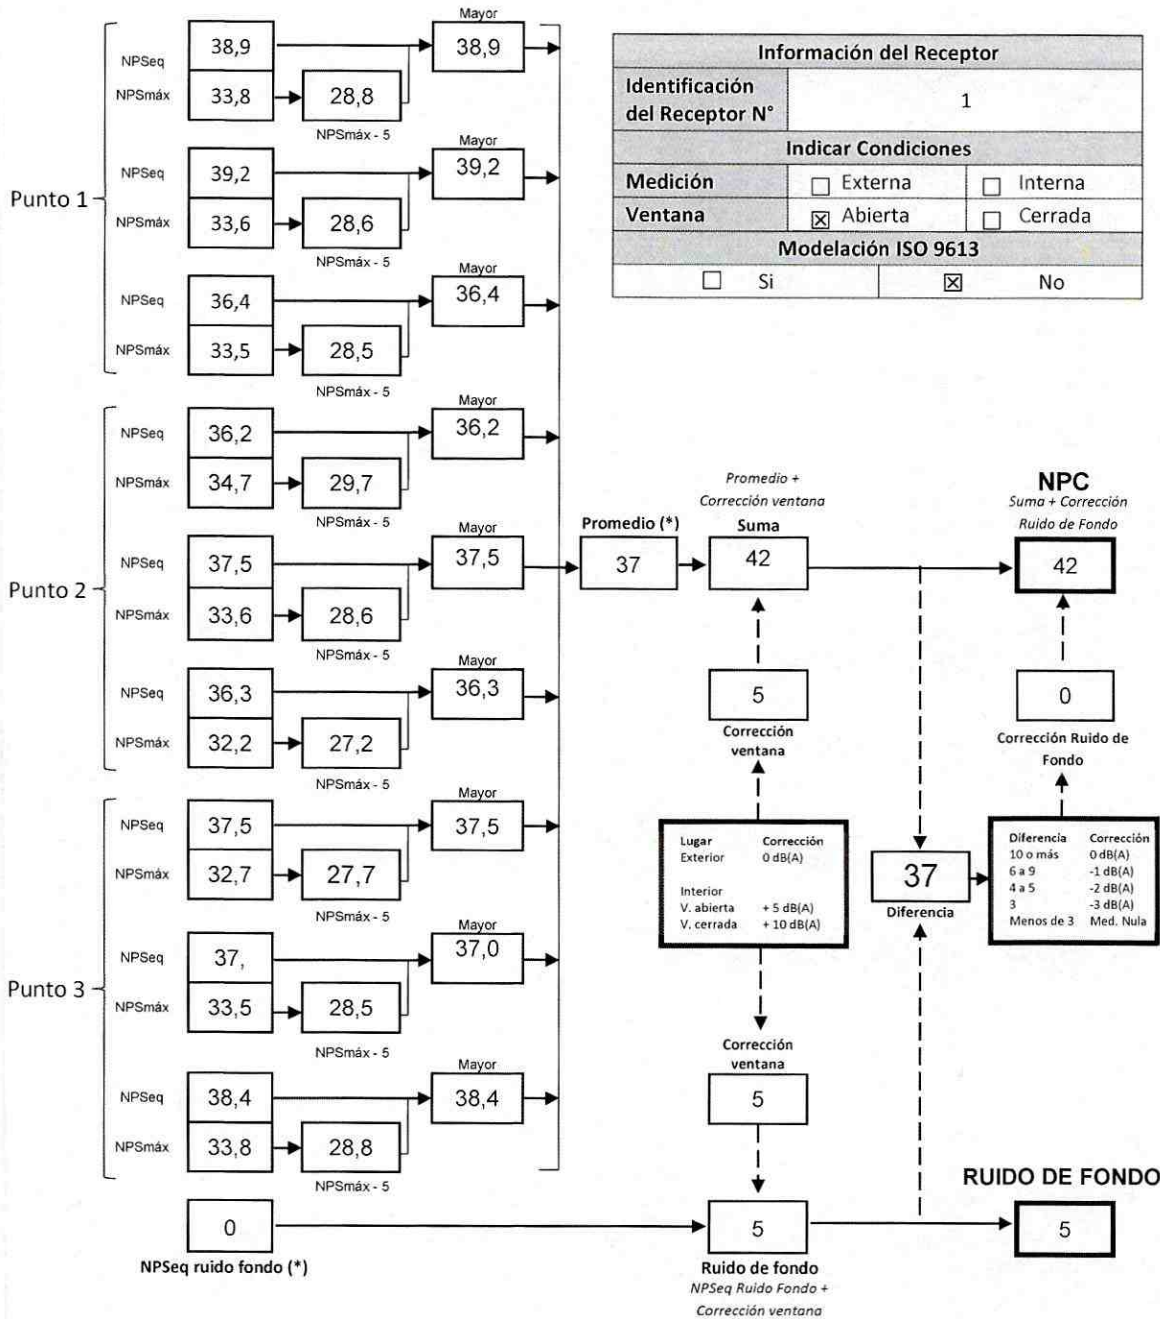 Información del Receptor
Identificación del Receptor N° 1
Indicar Condiciones
Medición ☐ Externa ☐ Interna
Ventana ☒ Abierta ☐ Cerrada
Modelación ISO 9613
☐ Si ☒ No
Punto 1
Mayor
NPSeq 38,9 38,9
NPSmáx 33,8 28,8
NPSmáx - 5
Mayor
NPSeq 39,2 39,2
NPSmáx 33,6 28,6
NPSmáx - 5
Mayor
NPSeq 36,4 36,4
NPSmáx 33,5 28,5
NPSmáx - 5
Punto 2
Mayor
NPSeq 36,2 36,2
NPSmáx 34,7 29,7
NPSmáx - 5
Mayor
NPSeq 37,5 37,5
NPSmáx 33,6 28,6
NPSmáx - 5
Mayor
NPSeq 36,3 36,3
NPSmáx 32,2 27,2
NPSmáx - 5
Punto 3
Mayor
NPSeq 37,5 37,5
NPSmáx 32,7 27,7
NPSmáx - 5
Mayor
NPSeq 37, 37,0
NPSmáx 33,5 28,5
NPSmáx - 5
Mayor
NPSeq 38,4 38,4
NPSmáx 33,8 28,8
NPSmáx - 5
0
NPSeq ruido fondo (*)
Promedio (*)
37
Promedio +
Corrección ventana
Suma
42
5
Corrección
ventana
Lugar Corrección
Exterior 0 dB(A)
Interior
V. abierta + 5 dB(A)
V. cerrada + 10 dB(A)
Corrección
ventana
5
5
Ruido de fondo
NPSeq Ruido Fondo +
Corrección ventana
37
Diferencia
NPC
Suma + Corrección
Ruido de Fondo
42
0
Corrección Ruido de
Fondo
Diferencia Corrección
10 o más 0 dB(A)
6 a 9 -1 dB(A)
4 a 5 -2 dB(A)
3 -3 dB(A)
Menos de 3 Med. Nula
RUIDO DE FONDO
5